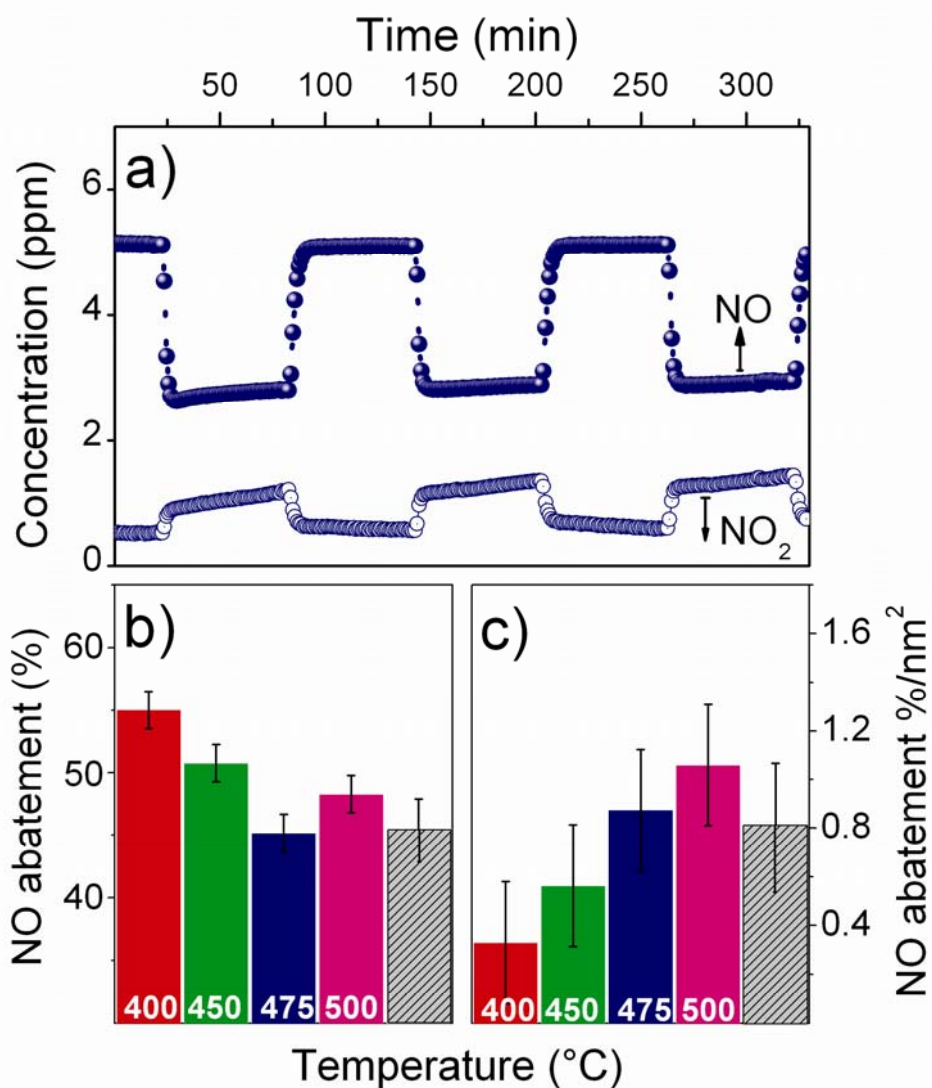 Time (min)
50 100 150 200 250 300
Concentration (ppm)
6
4
2
0
a)
NO
NO2
NO abatement (%)
60
50
40
b)
400 450 475 500
c)
400 450 475 500
1.6
1.2
0.8
0.4
NO abatement %/nm²
Temperature (°C)